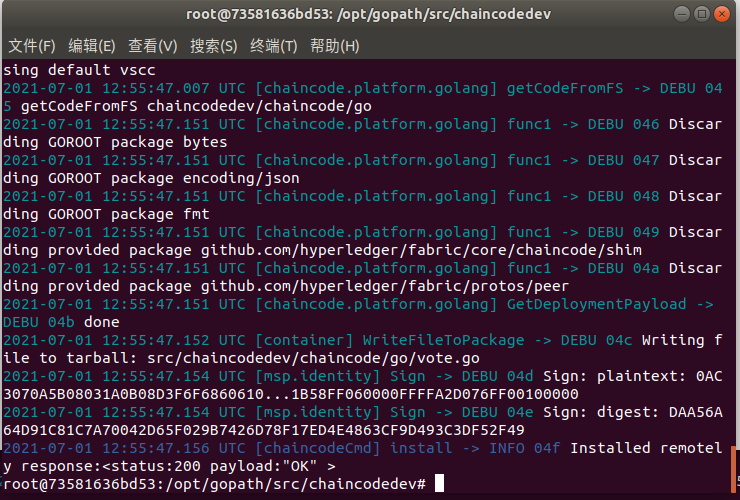 root@73581636bd53: /opt/gopath/src/chaincodedev
文件(F) 编辑(E) 查看(V) 搜索(S) 终端(T) 帮助(H)
sing default vscc
2021-07-01 12:55:47.007 UTC [chaincode.platform.golang] getCodeFromFS -> DEBU 04
5 getCodeFromFS chaincodedev/chaincode/go
2021-07-01 12:55:47.151 UTC [chaincode.platform.golang] func1 -> DEBU 046 Discar
ding GOROOT package bytes
2021-07-01 12:55:47.151 UTC [chaincode.platform.golang] func1 -> DEBU 047 Discar
ding GOROOT package encoding/json
2021-07-01 12:55:47.151 UTC [chaincode.platform.golang] func1 -> DEBU 048 Discar
ding GOROOT package fmt
2021-07-01 12:55:47.151 UTC [chaincode.platform.golang] func1 -> DEBU 049 Discar
ding provided package github.com/hyperledger/fabric/core/chaincode/shim
2021-07-01 12:55:47.151 UTC [chaincode.platform.golang] func1 -> DEBU 04a Discar
ding provided package github.com/hyperledger/fabric/protos/peer
2021-07-01 12:55:47.151 UTC [chaincode.platform.golang] GetDeploymentPayload ->
DEBU 04b done
2021-07-01 12:55:47.152 UTC [container] WriteFileToPackage -> DEBU 04c Writing f
ile to tarball: src/chaincodedev/chaincode/go/vote.go
2021-07-01 12:55:47.154 UTC [msp.identity] Sign -> DEBU 04d Sign: plaintext: 0AC
3070A5B08031A0B08D3F6F6860610...1B58FF060000FFFFA2D076FF00100000
2021-07-01 12:55:47.154 UTC [msp.identity] Sign -> DEBU 04e Sign: digest: DAA56A
64D91C81C7A70042D65F029B7426D78F17ED4E4863CF9D493C3DF52F49
2021-07-01 12:55:47.156 UTC [chaincodeCmd] install -> INFO 04f Installed remotel
y response:<status:200 payload:"OK" >
root@73581636bd53:/opt/gopath/src/chaincodedev#